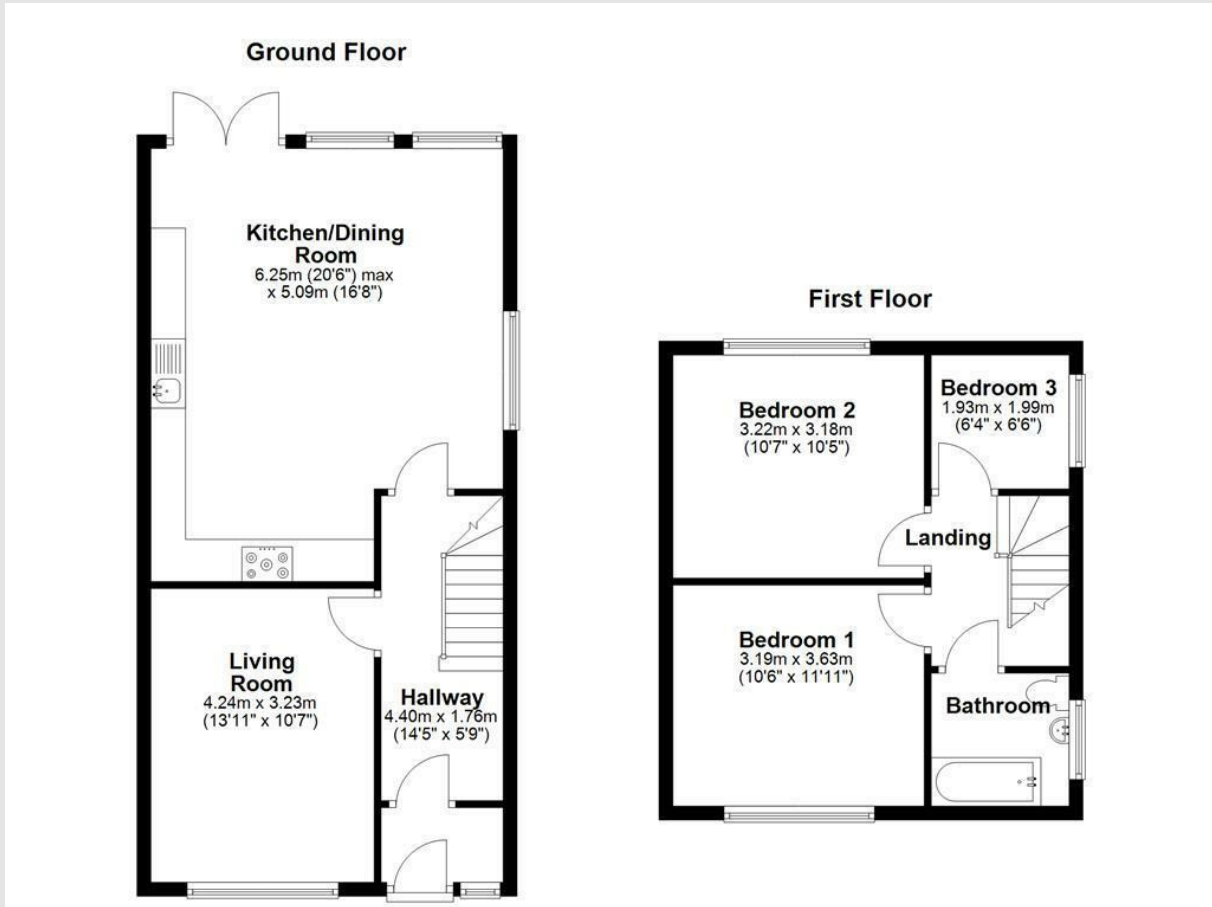 Ground Floor
Kitchen/Dining
Room
6.25m (20'6") max
x 5.09m (16'8")
Living
Room
4.24m x 3.23m
(13'11" x 10'7")
Hallway
4.40m x 1.76m
(14'5" x 5'9")
First Floor
Bedroom 2
3.22m x 3.18m
(10'7" x 10'5")
Bedroom 3
1.93m x 1.99m
(6'4" x 6'6")
Landing
Bedroom 1
3.19m x 3.63m
(10'6" x 11'11")
Bathroom